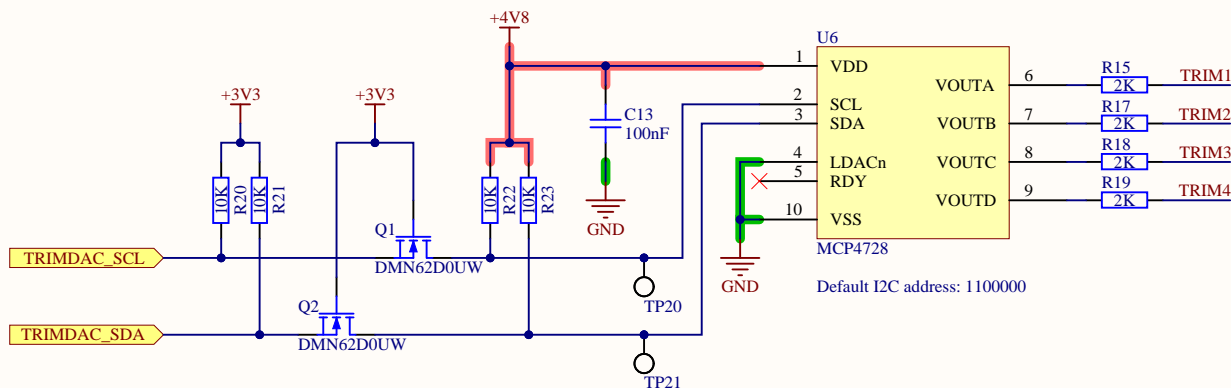 +4V8
U6
1
VDD
VOUTA
6
R15
2K
TRIM1
+3V3
+3V3
C13
100nF
2
SCL
3
SDA
VOUTB
7
R17
2K
TRIM2
4
LDACn
VOUTC
8
R18
2K
TRIM3
5
RDY
10K
R20
10K
R21
10K
R22
10K
R23
VOUTD
9
R19
2K
TRIM4
10
VSS
GND
Q1
MCP4728
TRIMDAC_SCL
DMN62D0UW
GND
Default I2C address: 1100000
TP20
Q2
TRIMDAC_SDA
DMN62D0UW
TP21